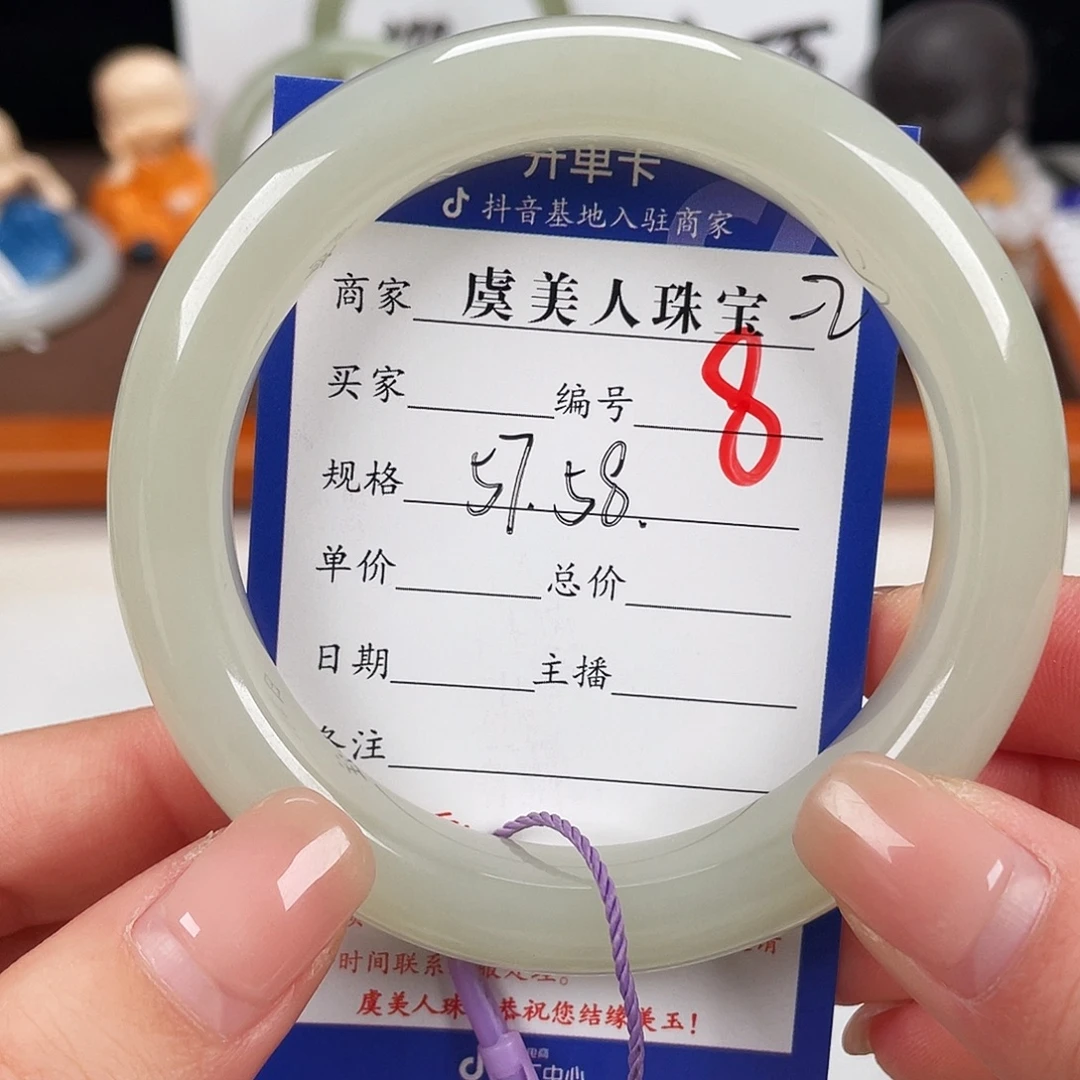 开单卡
抖音基地入驻商家
商家 虞美人珠宝
买家 编号 8
规格 57.58.
单价 总价
日期 主播
备注
时间联系
虞美人珠 恭祝您结缘美玉！
中心